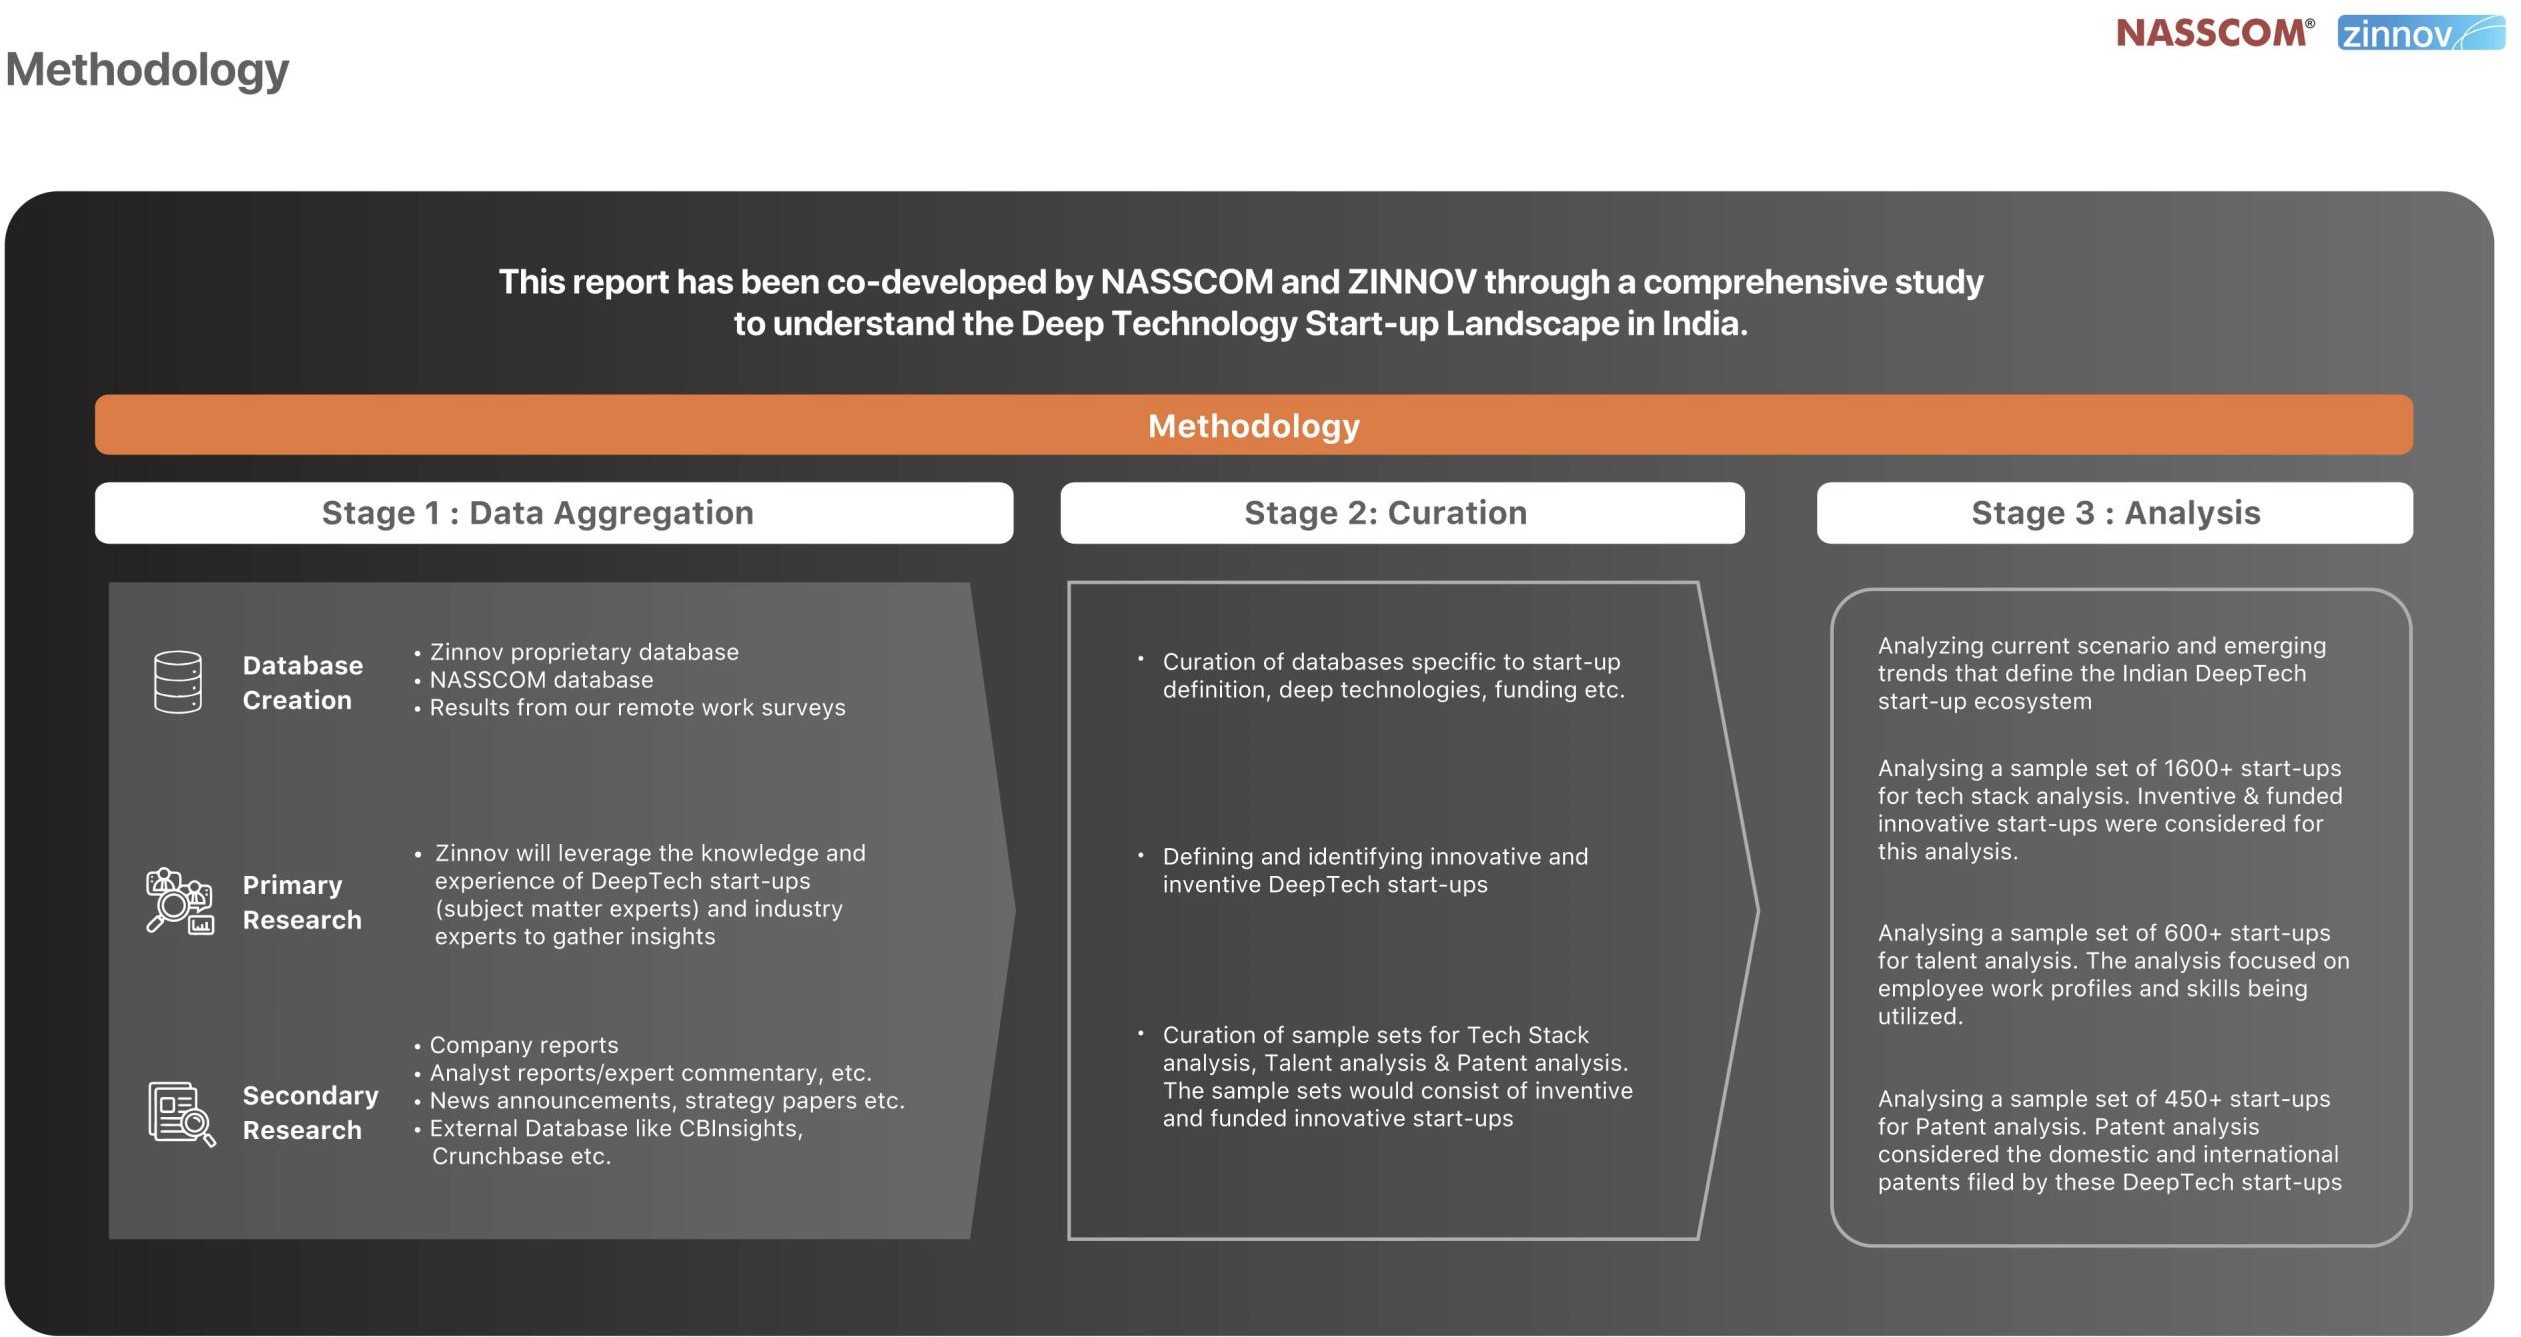 NASSCOM®
zinnov
Methodology
This report has been co-developed by NASSCOM and ZINNOV through a comprehensive study
to understand the Deep Technology Start-up Landscape in India.
Methodology
Stage 1 : Data Aggregation
Database
Creation
• Zinnov proprietary database
• NASSCOM database
• Results from our remote work surveys
Primary
Research
• Zinnov will leverage the knowledge and
experience of DeepTech start-ups
(subject matter experts) and industry
experts to gather insights
Secondary
Research
• Company reports
• Analyst reports/expert commentary, etc.
• News announcements, strategy papers etc.
• External Database like CBInsights,
Crunchbase etc.
Stage 2: Curation
• Curation of databases specific to start-up
definition, deep technologies, funding etc.
• Defining and identifying innovative and
inventive DeepTech start-ups
• Curation of sample sets for Tech Stack
analysis, Talent analysis & Patent analysis.
The sample sets would consist of inventive
and funded innovative start-ups
Stage 3 : Analysis
Analyzing current scenario and emerging
trends that define the Indian DeepTech
start-up ecosystem
Analysing a sample set of 1600+ start-ups
for tech stack analysis. Inventive & funded
innovative start-ups were considered for
this analysis.
Analysing a sample set of 600+ start-ups
for talent analysis. The analysis focused on
employee work profiles and skills being
utilized.
Analysing a sample set of 450+ start-ups
for Patent analysis. Patent analysis
considered the domestic and international
patents filed by these DeepTech start-ups